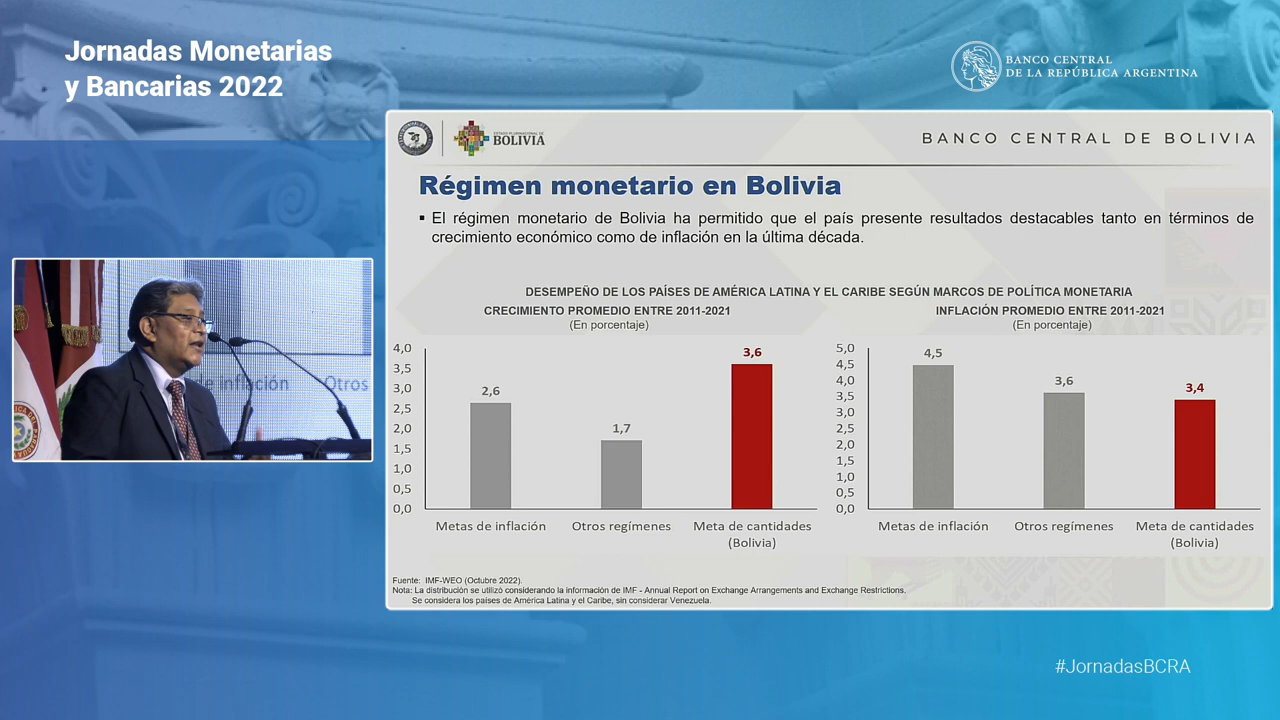 Jornadas Monetarias
y Bancarias 2022
BANCO CENTRAL
DE LA REPÚBLICA ARGENTINA
ESTADO PLURINACIONAL DE
BOLIVIA
BANCO CENTRAL DE BOLIVIA
Régimen monetario en Bolivia
▪ El régimen monetario de Bolivia ha permitido que el país presente resultados destacables tanto en términos de
crecimiento económico como de inflación en la última década.
DESEMPEÑO DE LOS PAÍSES DE AMÉRICA LATINA Y EL CARIBE SEGÚN MARCOS DE POLÍTICA MONETARIA
CRECIMIENTO PROMEDIO ENTRE 2011-2021
(En porcentaje)
4,0
3,5
3,0
2,5
2,0
1,5
1,0
0,5
0,0
2,6
1,7
3,6
Metas de inflación
Otros regímenes
Meta de cantidades
(Bolivia)
INFLACIÓN PROMEDIO ENTRE 2011-2021
(En porcentaje)
5,0
4,5
4,0
3,5
3,0
2,5
2,0
1,5
1,0
0,5
0,0
4,5
3,6
3,4
Metas de inflación
Otros regímenes
Meta de cantidades
(Bolivia)
Fuente: IMF-WEO (Octubre 2022).
Nota: La distribución se utilizó considerando la información de IMF - Annual Report on Exchange Arrangements and Exchange Restrictions.
Se considera los países de América Latina y el Caribe, sin considerar Venezuela.
de inflación
Otros
#JornadasBCRA